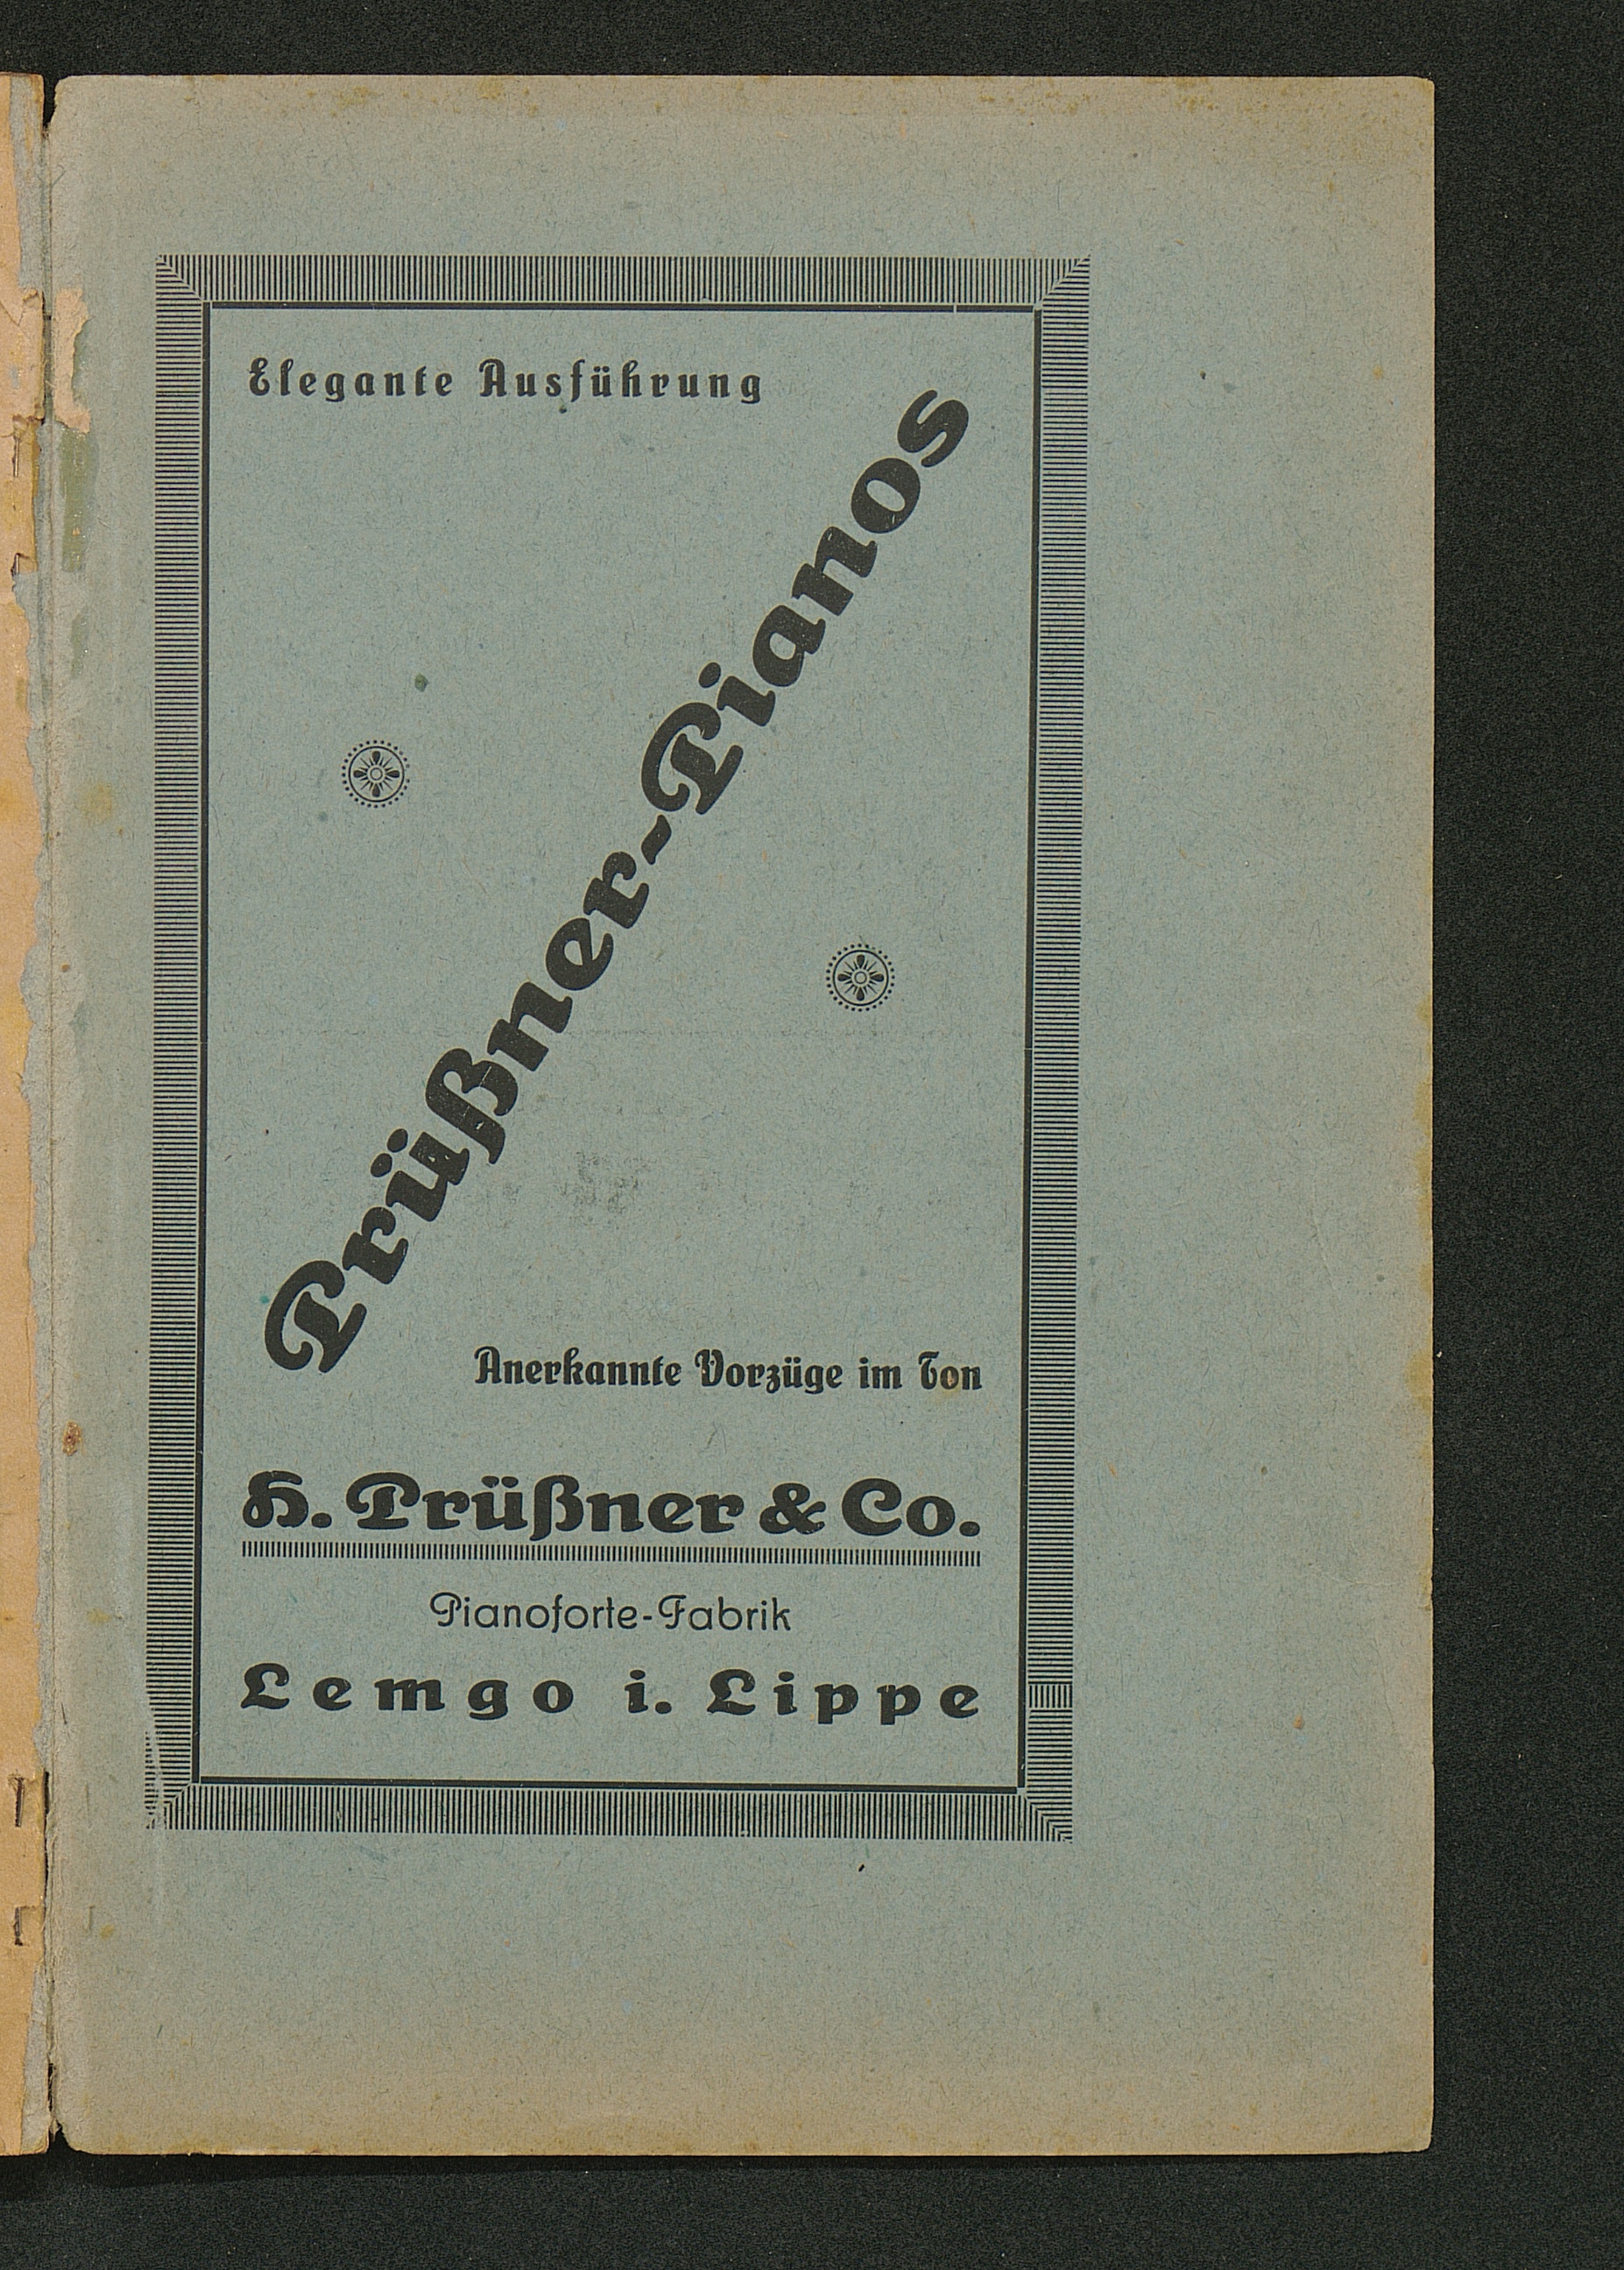 Elegante Ausführung
Prüßner-Pianos
Anerkannte Vorzüge im Ton
H. Prüßner & Co.
Pianoforte-Fabrik
Lemgo i. Lippe